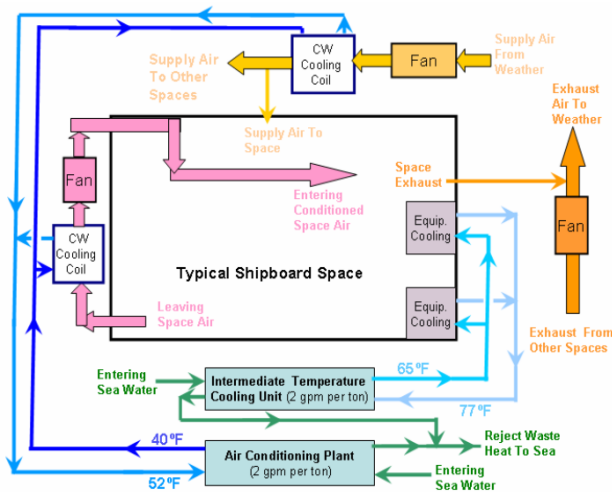 CW
Cooling
Coil
Fan
Supply Air
From
Weather
Supply Air
To Other
Spaces
Supply Air To
Space
Exhaust
Air To
Weather
Fan
Entering
Conditioned
Space Air
Space
Exhaust
Fan
Equip.
Cooling
CW
Cooling
Coil
Typical Shipboard Space
Leaving
Space Air
Equip.
Cooling
Exhaust From
Other Spaces
Entering
Sea Water
Intermediate Temperature
Cooling Unit (2 gpm per ton)
65ºF
77ºF
40ºF
Air Conditioning Plant
(2 gpm per ton)
Reject Waste
Heat To Sea
52ºF
Entering
Sea Water